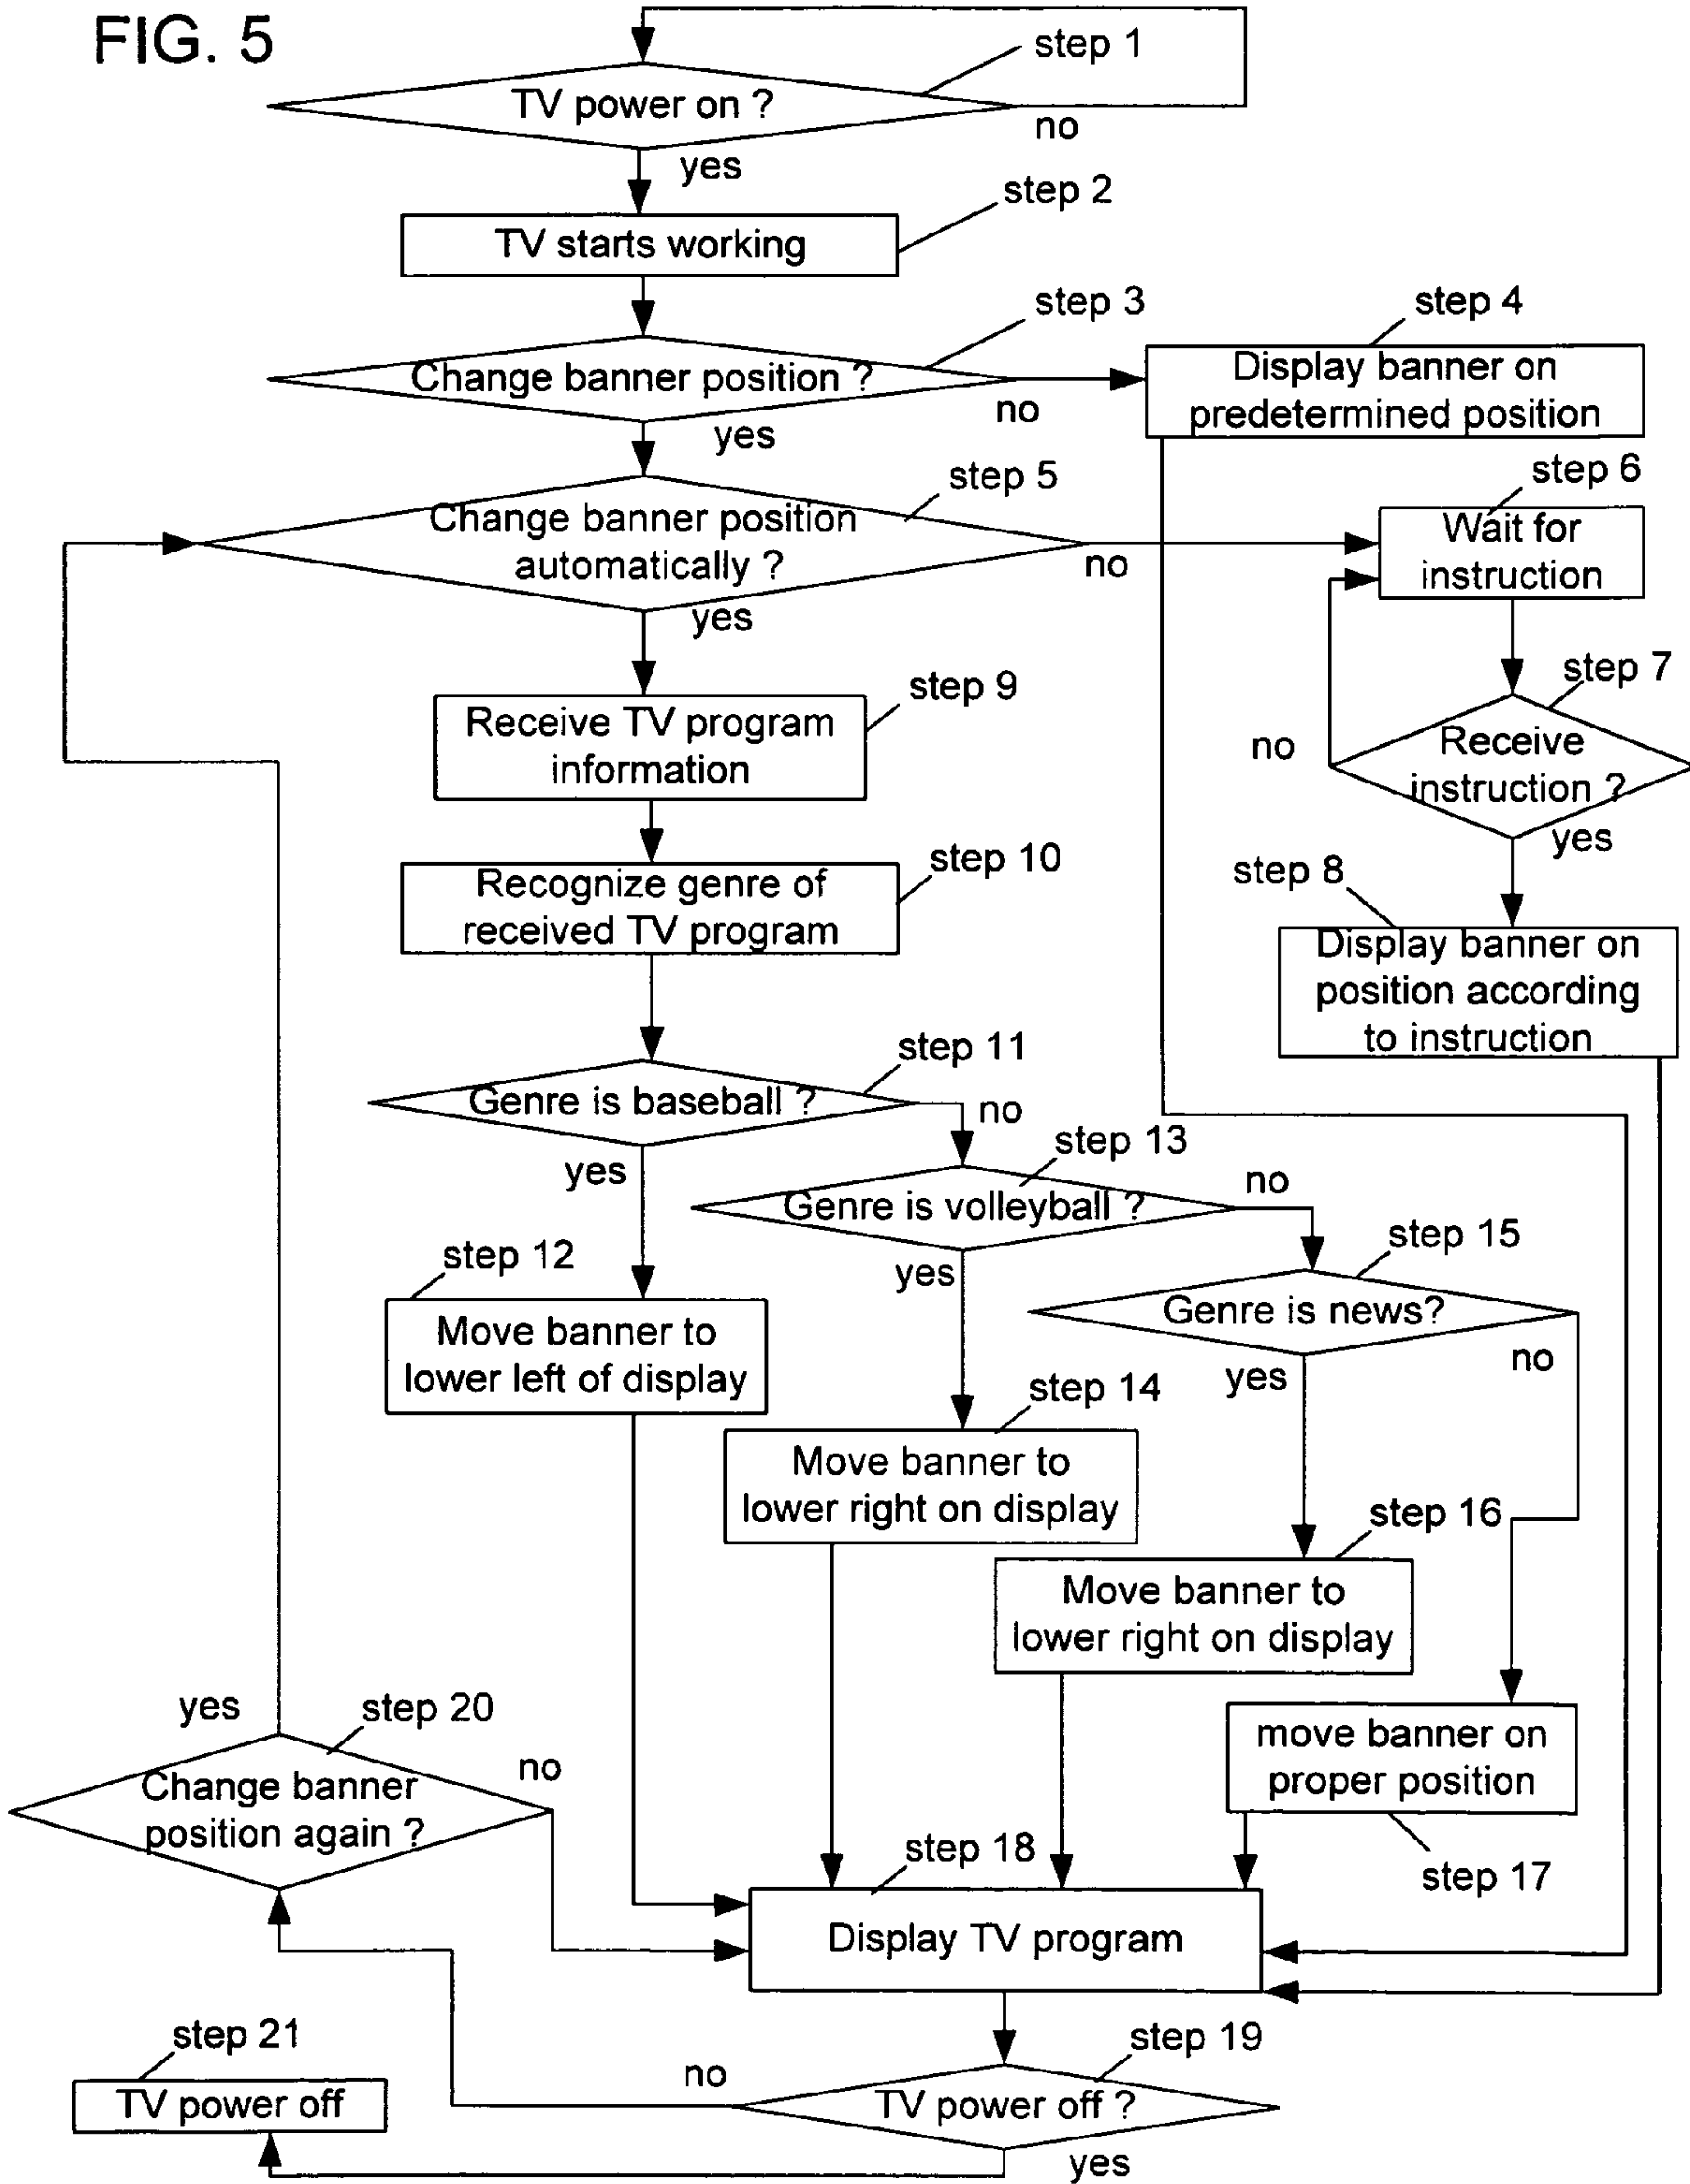 FIG. 5
step 1
TV power on ?
no
yes
step 2
TV starts working
step 3
Change banner position ?
no
yes
step 4
Display banner on
predetermined position
step 5
Change banner position
automatically ?
no
yes
step 6
Wait for
instruction
step 7
Receive
instruction ?
no
yes
step 8
Display banner on
position according
to instruction
step 9
Receive TV program
information
step 10
Recognize genre of
received TV program
step 11
Genre is baseball ?
no
yes
step 12
Move banner to
lower left of display
step 13
Genre is volleyball ?
no
yes
step 14
Move banner to
lower right on display
step 15
Genre is news?
no
yes
step 16
Move banner to
lower right on display
move banner on
proper position
step 17
step 18
Display TV program
step 19
TV power off ?
no
yes
yes
step 20
Change banner
position again ?
no
step 21
TV power off